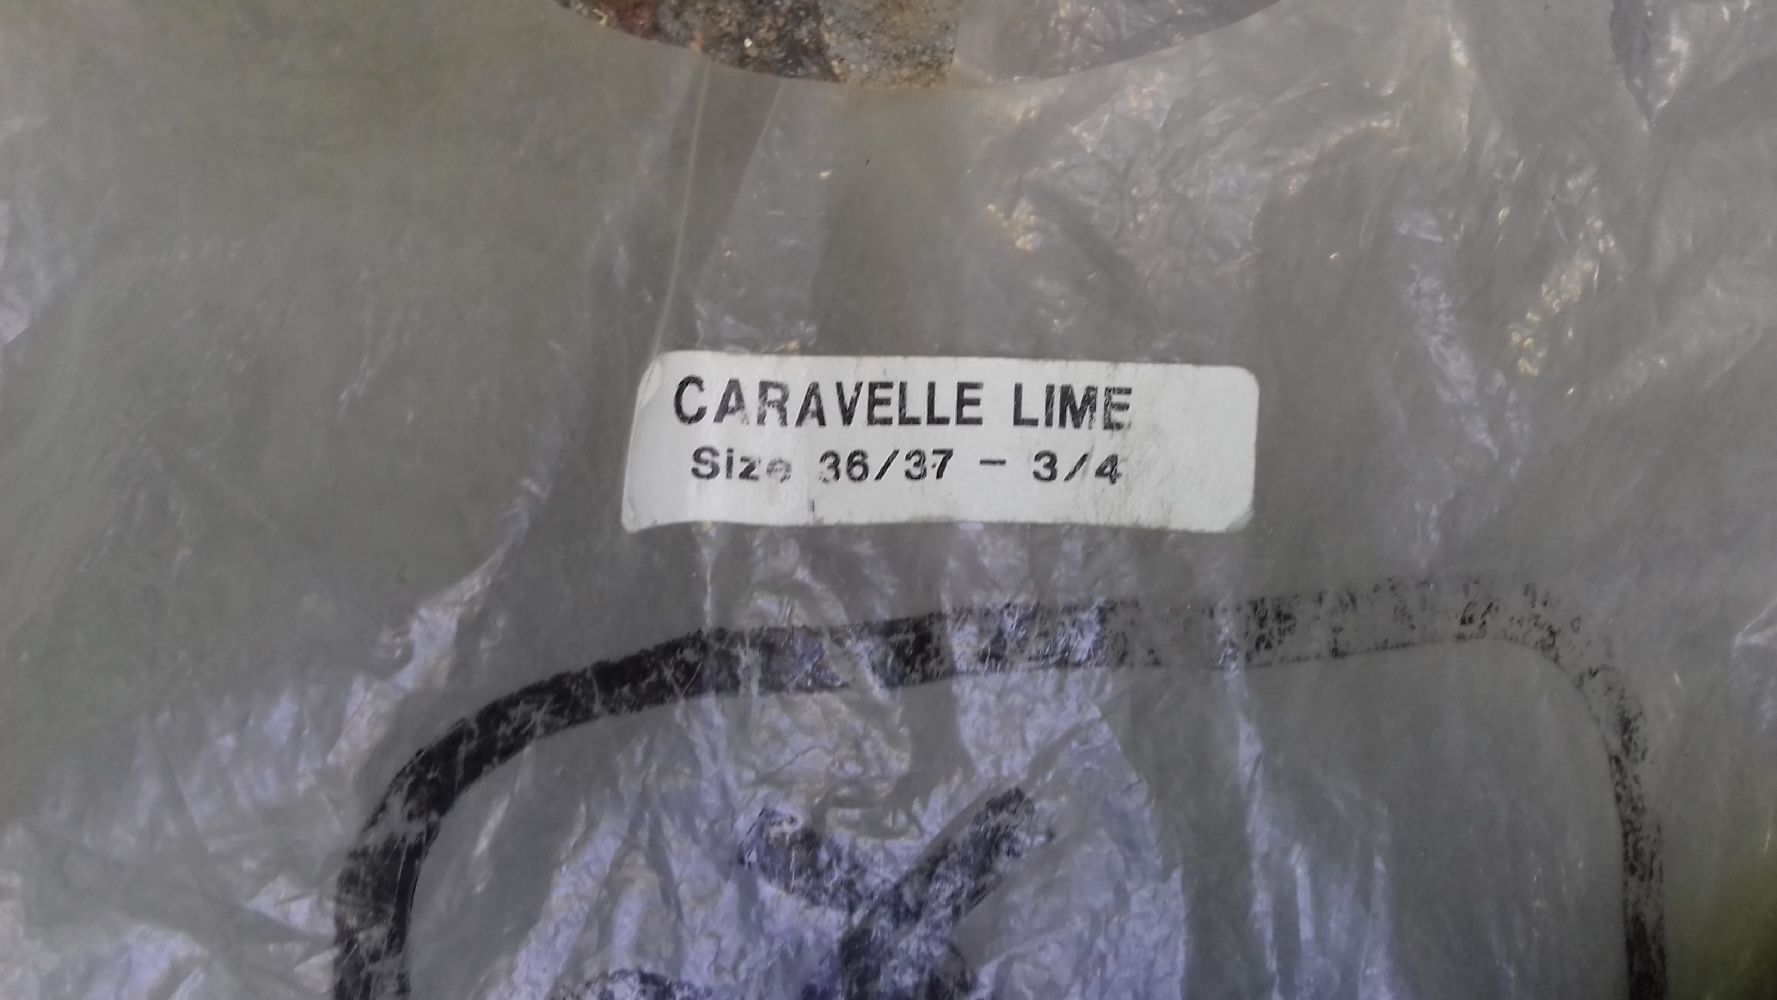 CARAVELLE LIME
Size 36/37 - 3/4